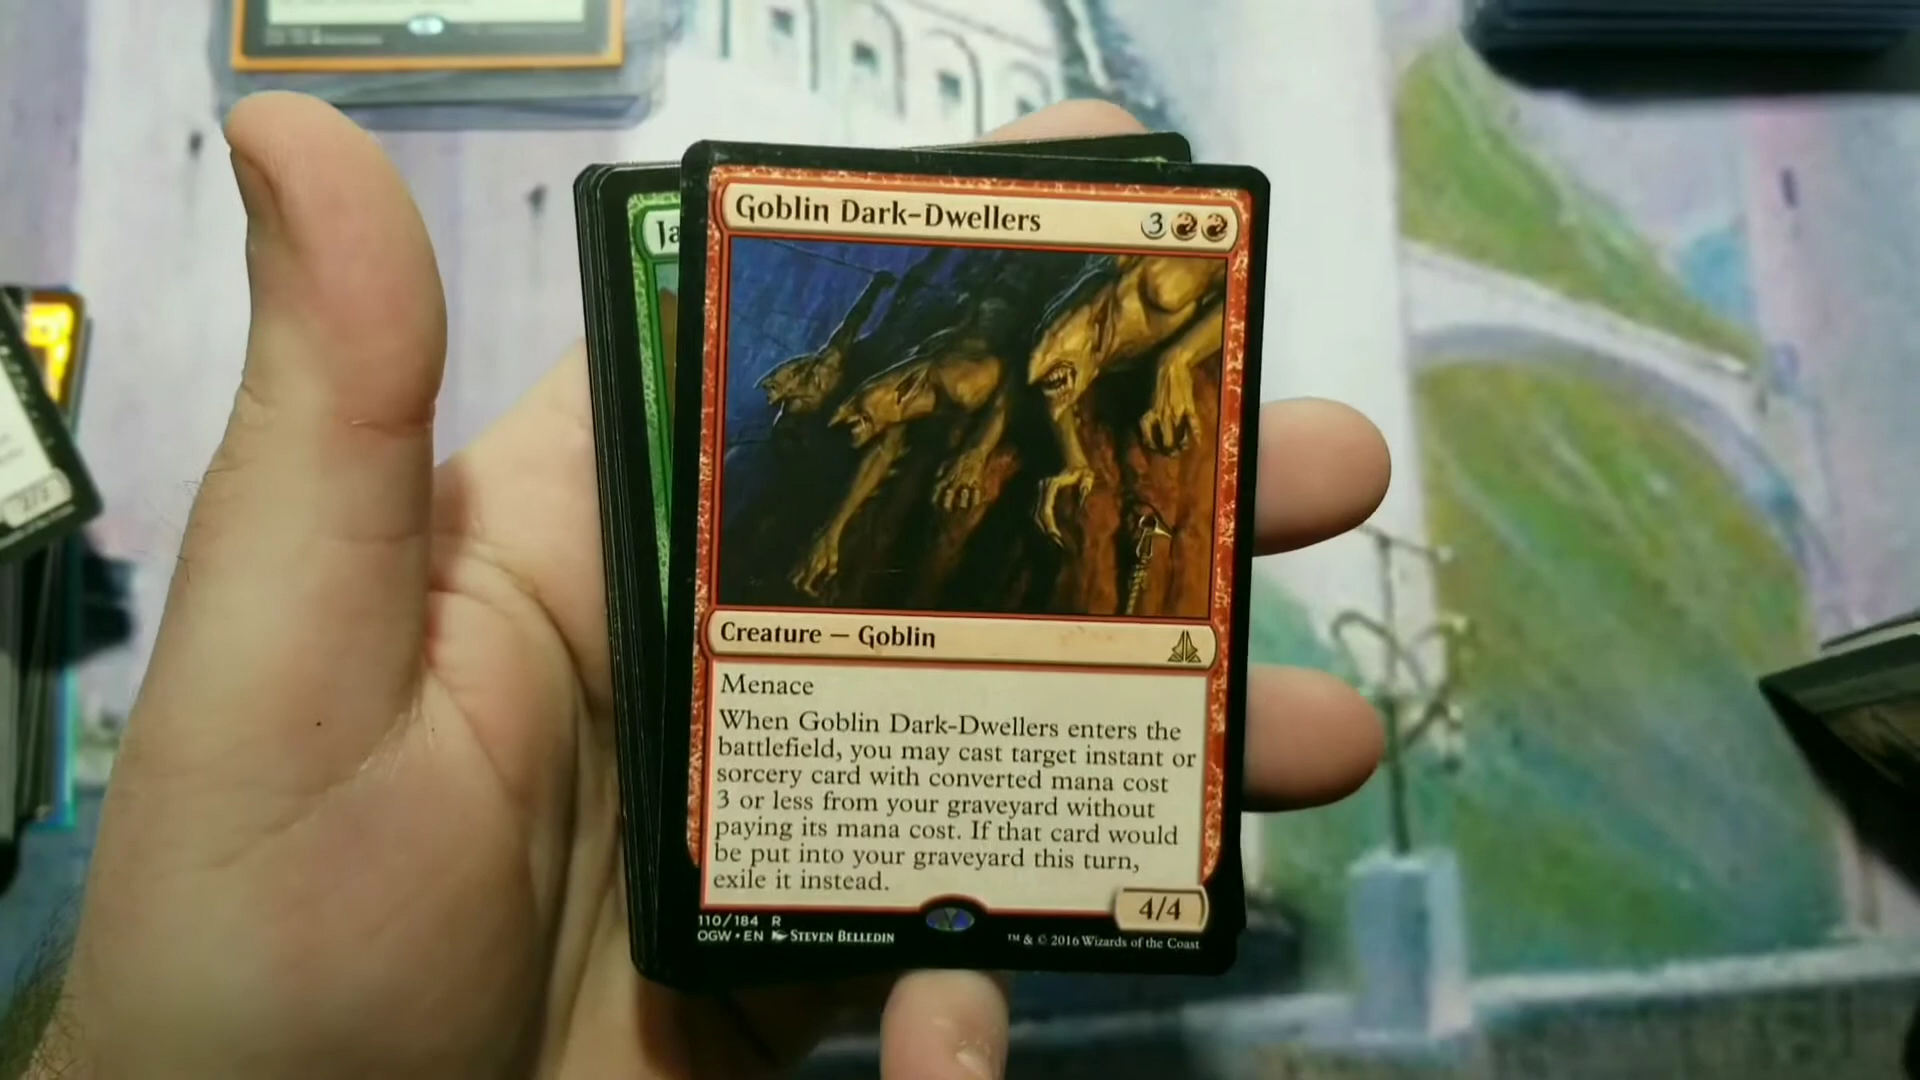 Goblin Dark-Dwellers 3
Ja
Creature — Goblin
Menace
When Goblin Dark-Dwellers enters the
battlefield, you may cast target instant or
sorcery card with converted mana cost
3 or less from your graveyard without
paying its mana cost. If that card would
be put into your graveyard this turn,
exile it instead.
4/4
110/184 R
OGW • EN Steven Belledin
™ & © 2016 Wizards of the Coast